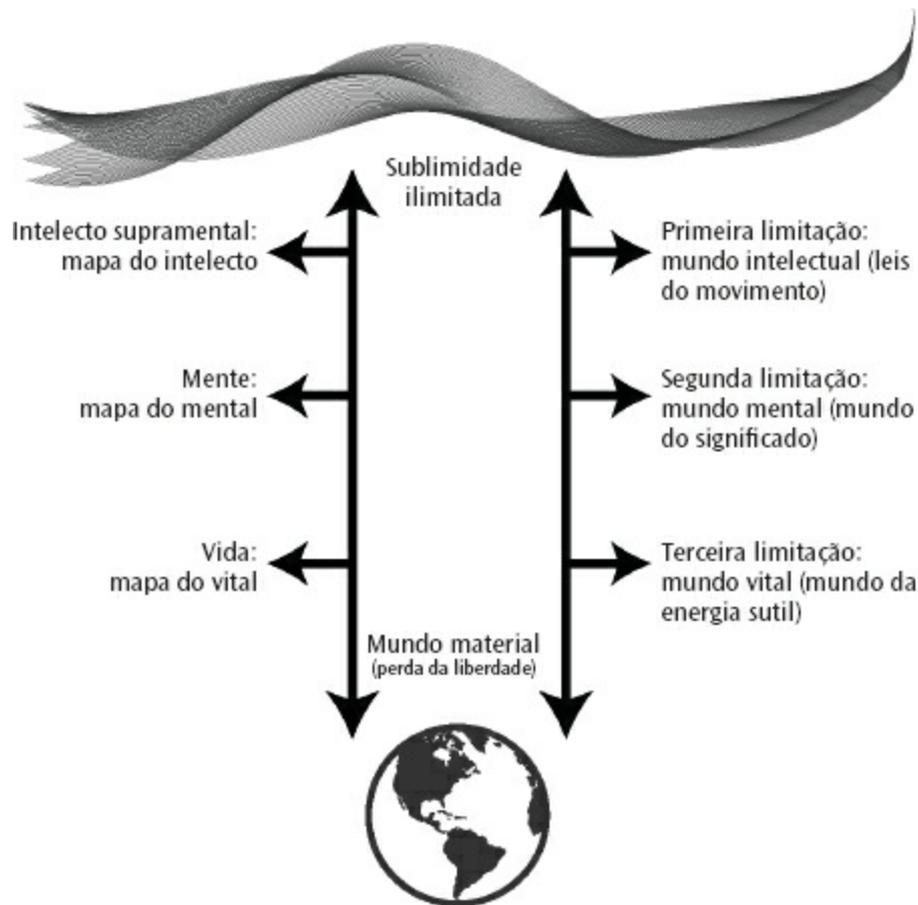 Sublimidade
ilimitada
Intelecto supramental:
mapa do intelecto
Primeira limitação:
mundo intelectual (leis
do movimento)
Mente:
mapa do mental
Segunda limitação:
mundo mental (mundo
do significado)
Vida:
mapa do vital
Terceira limitação:
mundo vital (mundo da
energia sutil)
Mundo material
(perda da liberdade)